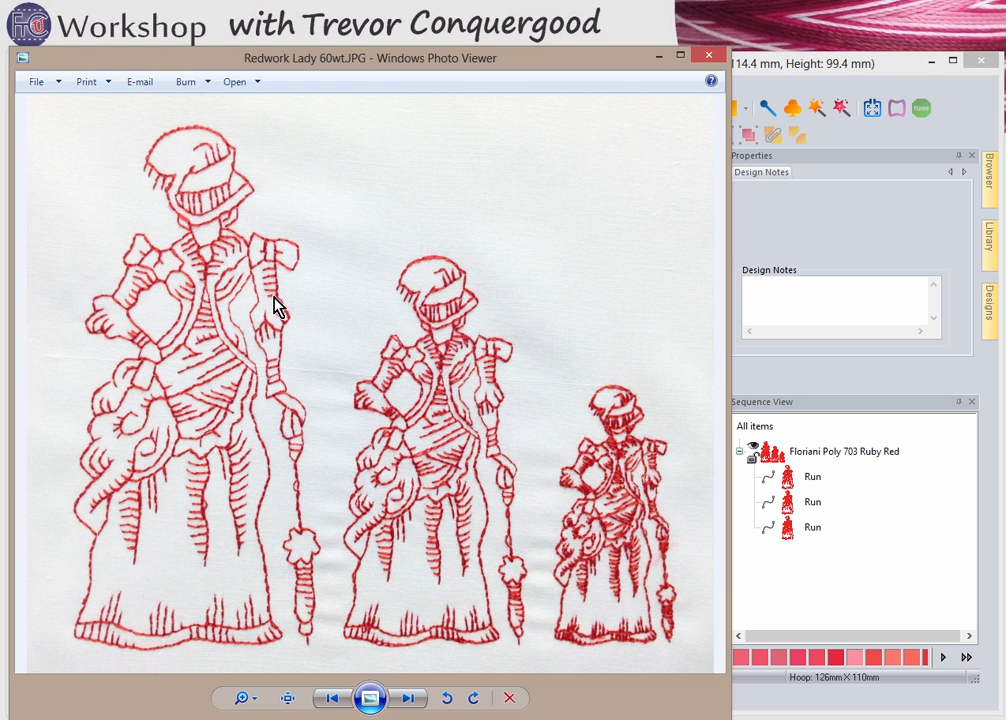 FTCU Workshop with Trevor Conquergood
Redwork Lady 60wt.JPG - Windows Photo Viewer
114.4 mm, Height: 99.4 mm)
File Print E-mail Burn Open
Name
Properties
Design Notes
Browser
Library
Designs
Design Notes
Sequence View
All items
Floriani Poly 703 Ruby Red
Run
Run
Run
Hoop: 126mm X 110mm